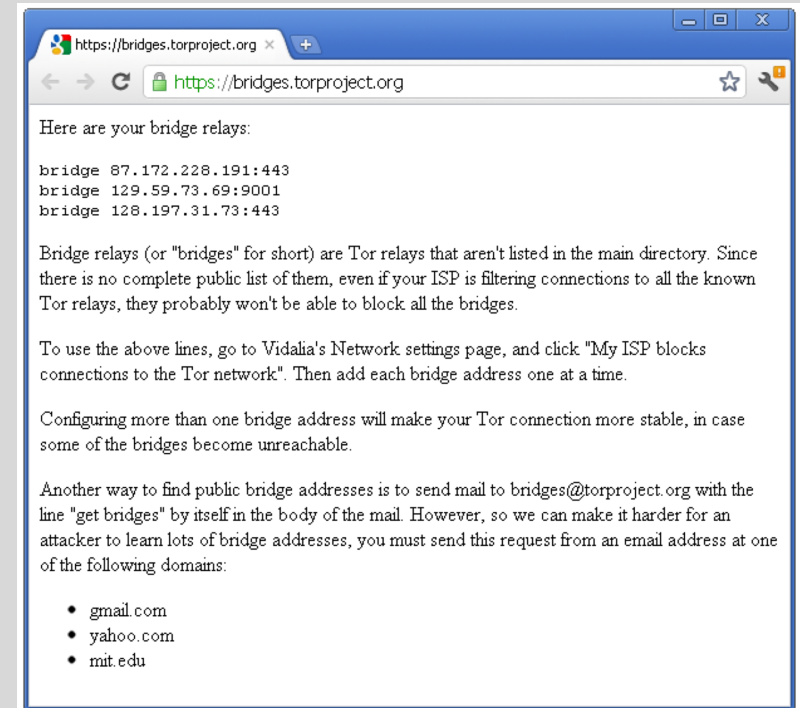 https://bridges.torproject.org
https://bridges.torproject.org
Here are your bridge relays:
bridge 87.172.228.191:443
bridge 129.59.73.69:9001
bridge 128.197.31.73:443
Bridge relays (or "bridges" for short) are Tor relays that aren't listed in the main directory. Since
there is no complete public list of them, even if your ISP is filtering connections to all the known
Tor relays, they probably won't be able to block all the bridges.
To use the above lines, go to Vidalia's Network settings page, and click "My ISP blocks
connections to the Tor network". Then add each bridge address one at a time.
Configuring more than one bridge address will make your Tor connection more stable, in case
some of the bridges become unreachable.
Another way to find public bridge addresses is to send mail to bridges@torproject.org with the
line "get bridges" by itself in the body of the mail. However, so we can make it harder for an
attacker to learn lots of bridge addresses, you must send this request from an email address at one
of the following domains:
• gmail.com
• yahoo.com
• mit.edu